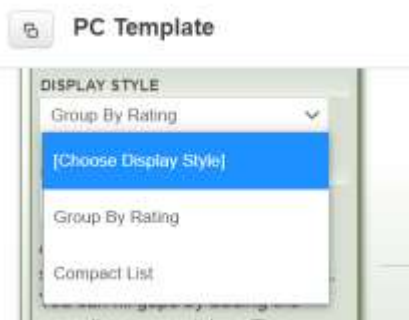 PC Template
DISPLAY STYLE
Group By Rating
[Choose Display Style]
Group By Rating
Compact List